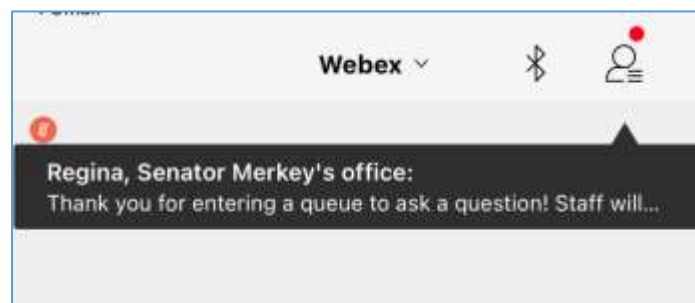 Webex
Regina, Senator Merkey's office:
Thank you for entering a queue to ask a question! Staff will...